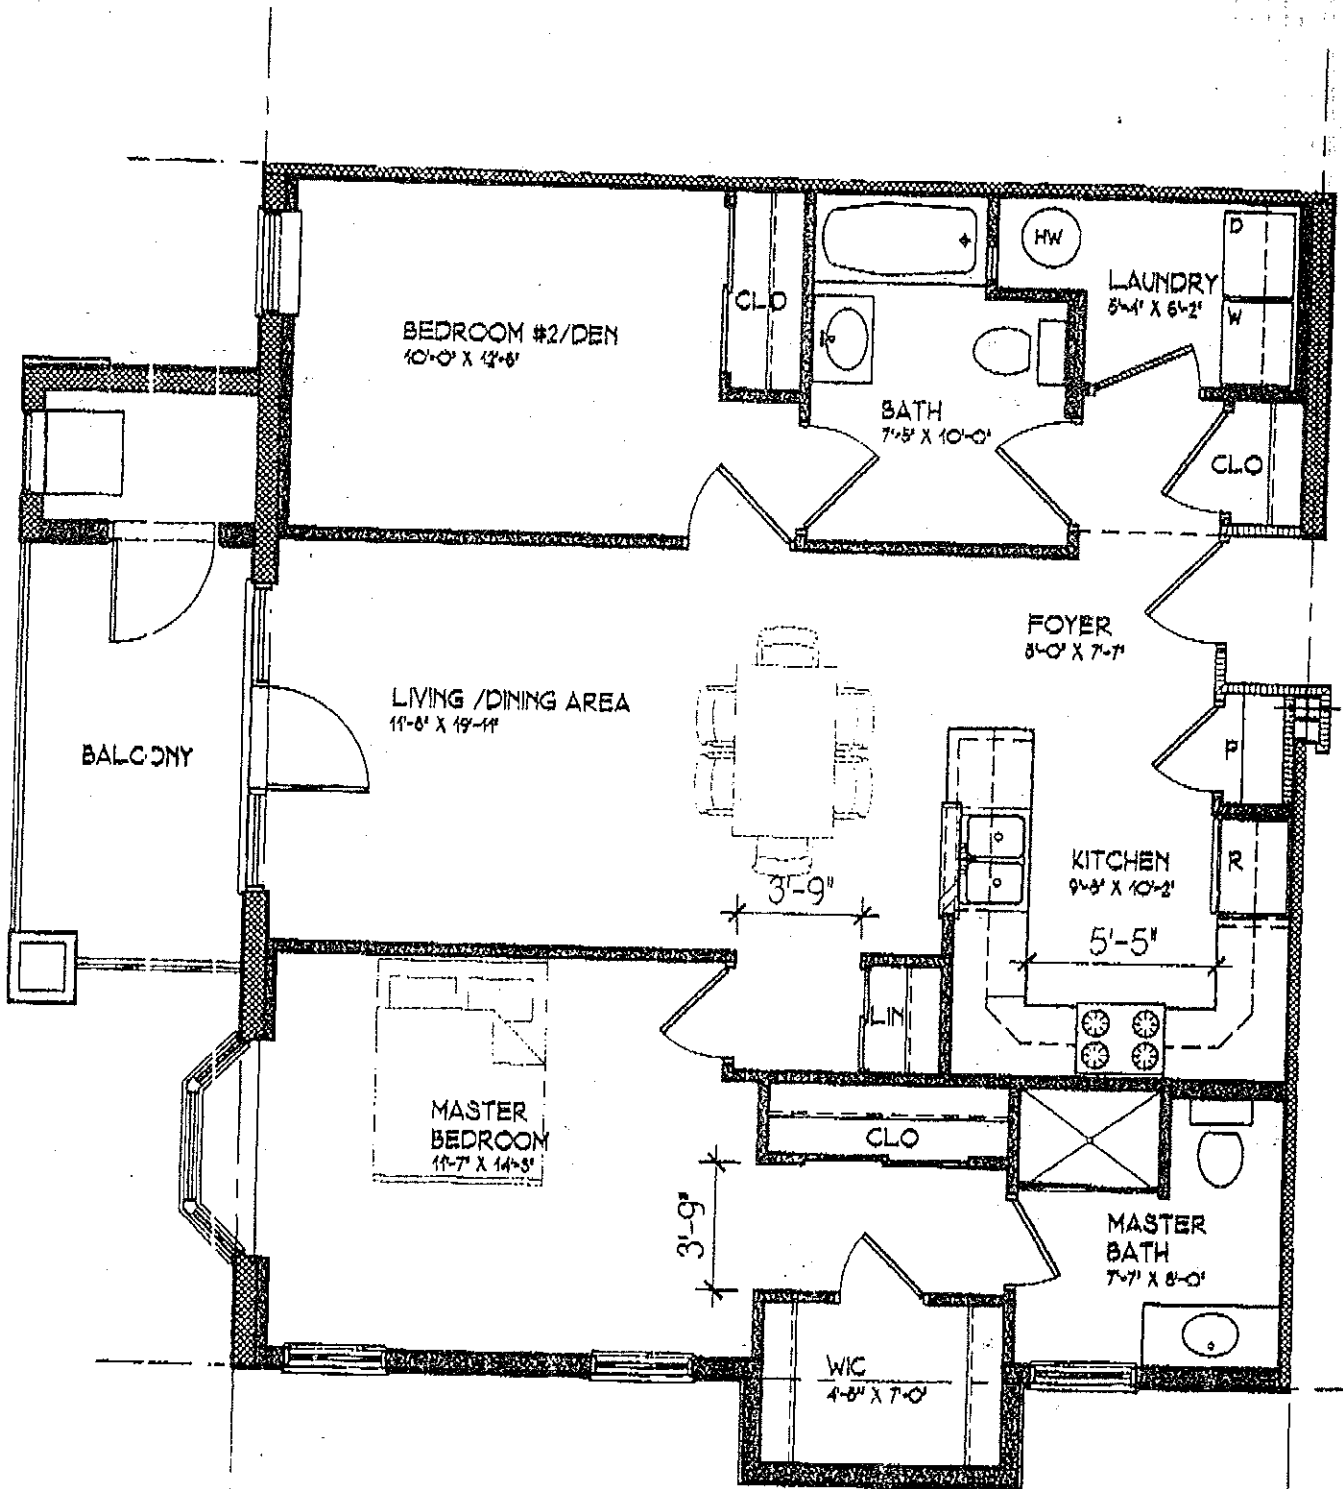 HW
D
LAUNDRY
5'-4" X 6'-2"
W
CLO
BEDROOM #2/DEN
10'-0" X 12'-6"
BATH
7'-5" X 10'-0"
CLO
FOYER
8'-0" X 7'-7"
LIVING /DINING AREA
11'-8" X 19'-11"
BALCONY
P
KITCHEN
9'-8" X 10'-2"
R
3'-9"
5'-5"
LIN
MASTER
BEDROOM
11'-7" X 14'-3"
CLO
3'-9"
MASTER
BATH
7'-7" X 8'-0"
WIC
4'-8" X 7'-0"